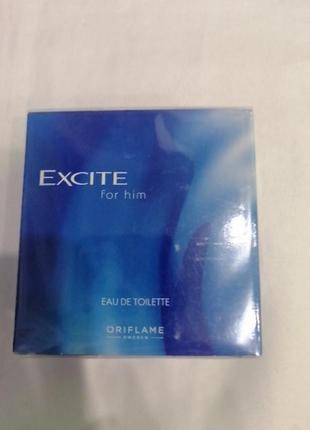 EXCITE
for him
EAU DE TOILETTE
ORIFLAME
SWEDEN